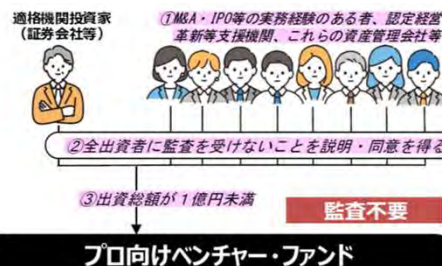 適格機関投資家
(証券会社等)
①M&A・IPO等の実務経験のある者、認定経営
革新等支援機関、これらの資産管理会社等
②全出資者に監査を受けないことを説明・同意を得る
③出資総額が1億円未満
監査不要
プロ向けベンチャー・ファンド